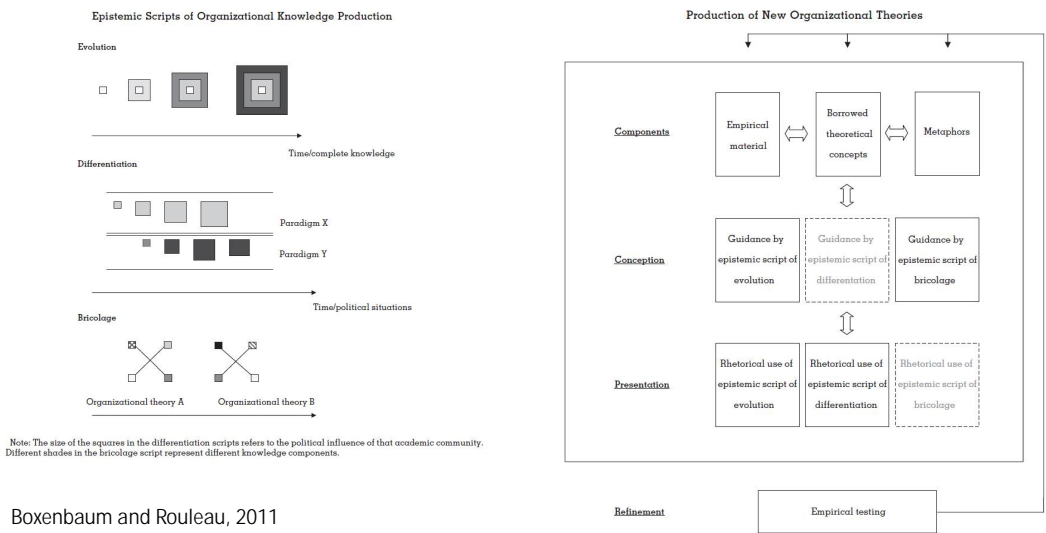 Epistemic Scripts of Organizational Knowledge Production
Evolution
Time/complete knowledge
Differentiation
Paradigm X
Paradigm Y
Time/political situations
Bricolage
Organizational theory A
Organizational theory B
Note: The size of the squares in the differentiation scripts refers to the political influence of that academic community.
Different shades in the bricolage script represent different knowledge components.
Boxenbaum and Rouleau, 2011
Production of New Organizational Theories
Components
Empirical
material
Borrowed
theoretical
concepts
Metaphors
Conception
Guidance by
epistemic script of
evolution
Guidance by
epistemic script of
differentation
Guidance by
epistemic script of
bricolage
Presentation
Rhetorical use of
epistemic script of
evolution
Rhetorical use of
epistemic script of
differentiation
Rhetorical use of
epistemic script of
bricolage
Refinement
Empirical testing